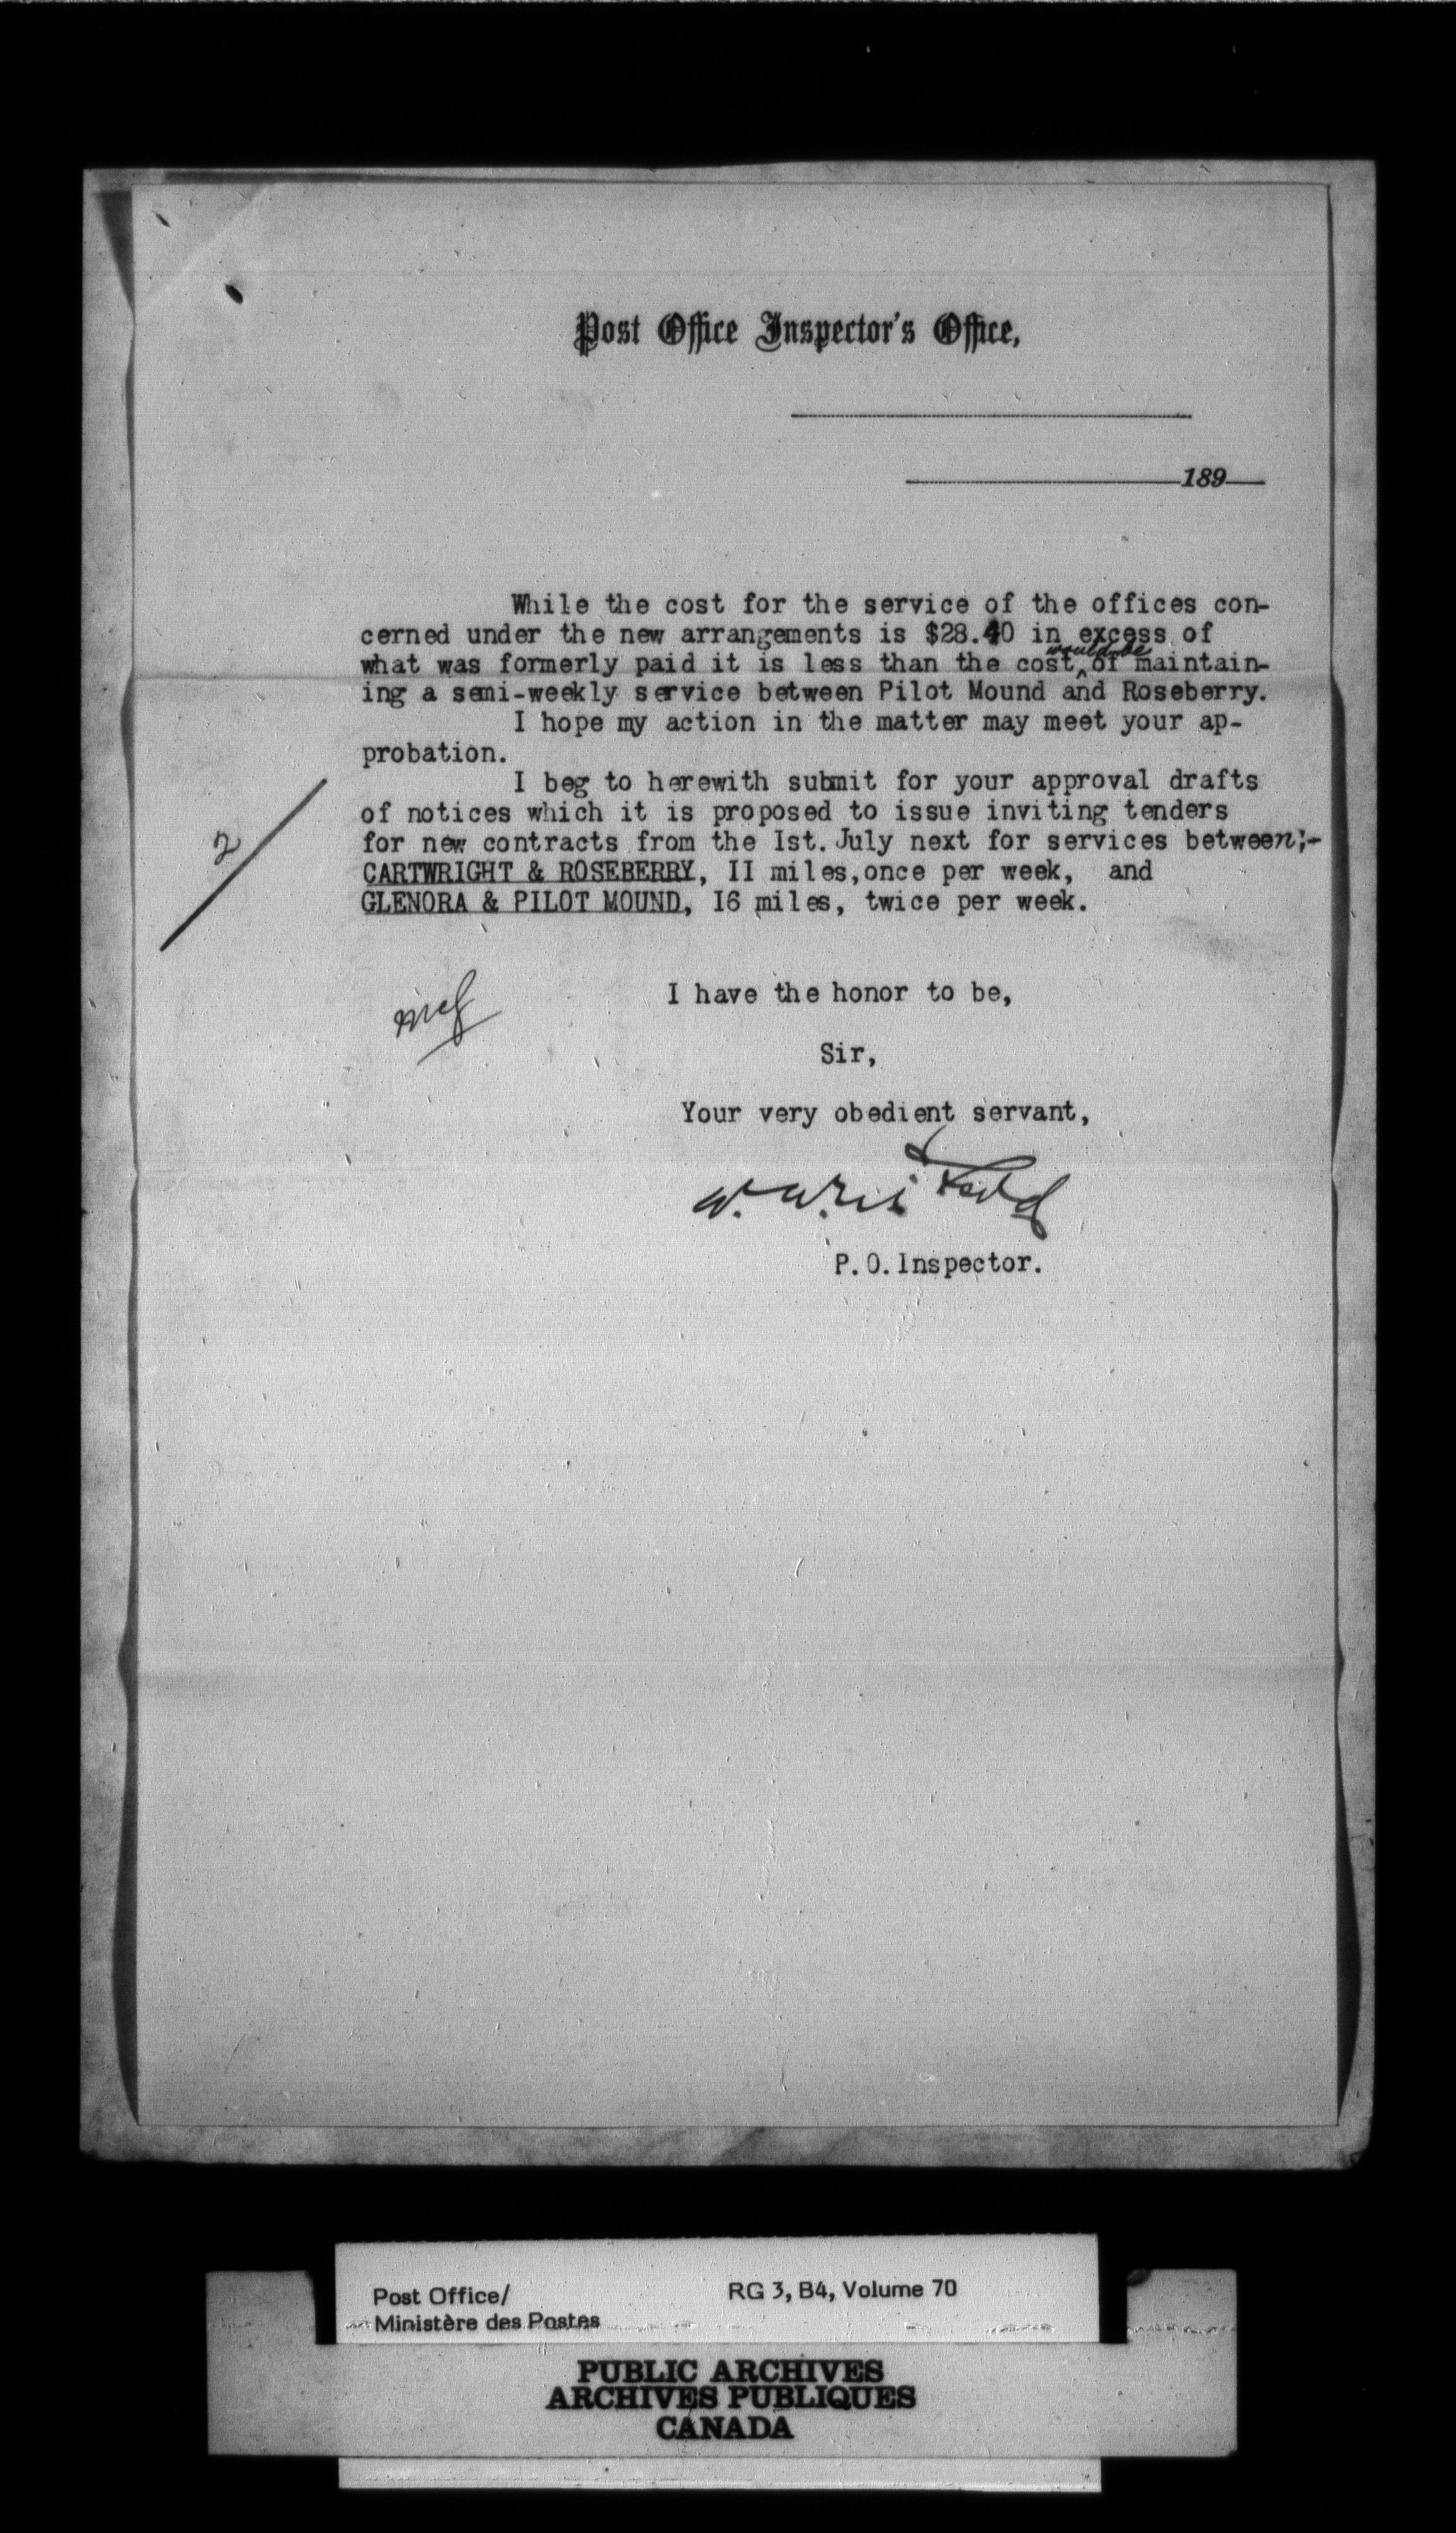 Post Office Inspector's Office,
189
While the cost for the service of the offices con-
cerned under the new arrangements is $28.40 in excess of
would be
what was formerly paid it is less than the cost, of maintain-
ing a semi-weekly service between Pilot Mound and Roseberry.
I hope my action in the matter may meet your ap-
probation.
I beg to herewith submit for your approval drafts
of notices which it is proposed to issue inviting tenders
for new contracts from the Ist. July next for services between;-
CARTWRIGHT & ROSEBERRY, II miles,once per week, and
GLENORA & PILOT MOUND, I6 miles, twice per week.
2
I have the honor to be,
Sir,
Your very obedient servant,
P.O.Inspector.
Post Office/
Ministère des Postes
RG 3, B4, Volume 70
PUBLIC ARCHIVES
ARCHIVES PUBLIQUES
CANADA